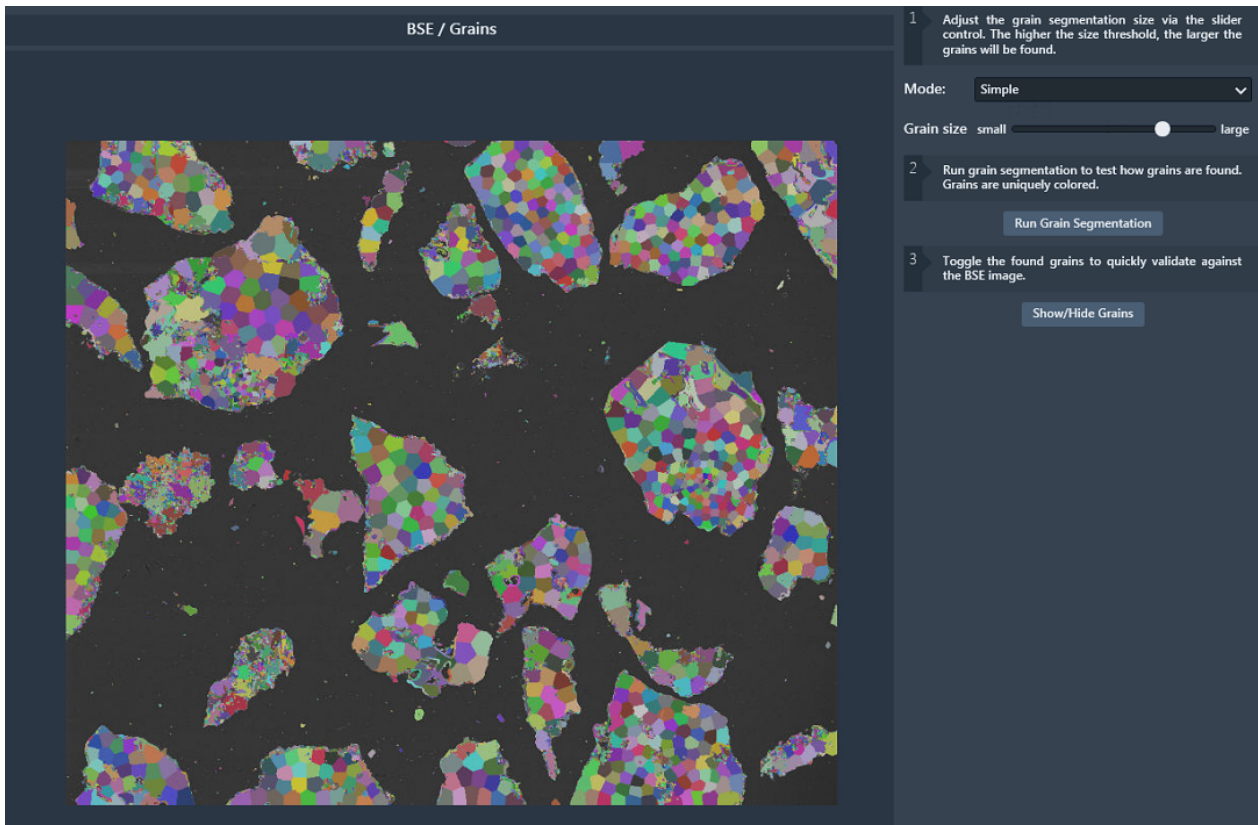 BSE / Grains
1
Adjust the grain segmentation size via the slider
control. The higher the size threshold, the larger the
grains will be found.
Mode:
Simple
Grain size small large
2
Run grain segmentation to test how grains are found.
Grains are uniquely colored.
Run Grain Segmentation
3
Toggle the found grains to quickly validate against
the BSE image.
Show/Hide Grains